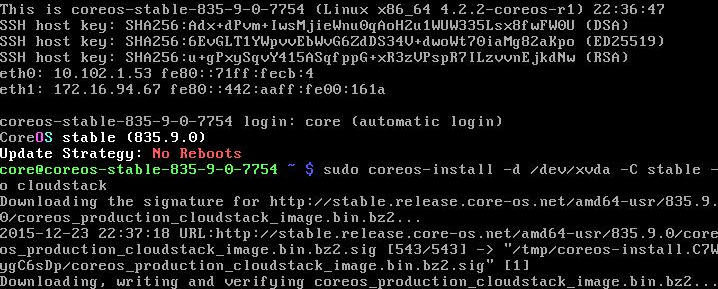 This is coreos-stable-835-9-0-7754 (Linux x86_64 4.2.2-coreos-r1) 22:36:47
SSH host key: SHA256:Adx+dPvm+IwsMjieWnu0qAoH2u1WUW335Lsx8fwFW0U (DSA)
SSH host key: SHA256:6EvGLT1YWpvvEbWvG6ZdDS34V+dwoWt70iaMg82aKpo (ED25519)
SSH host key: SHA256:u+gPxySqvY415ASqfppG+xR3zVPspR7ILzvvnEjkdNw (RSA)
eth0: 10.102.1.53 fe80::71ff:fecb:4
eth1: 172.16.94.67 fe80::442:aaff:fe00:161a
coreos-stable-835-9-0-7754 login: core (automatic login)
CoreOS stable (835.9.0)
Update Strategy: No Reboots
core@coreos-stable-835-9-0-7754 ~ $ sudo coreos-install -d /dev/xvda -C stable -
o cloudstack
Downloading the signature for http://stable.release.core-os.net/amd64-usr/835.9.
0/coreos_production_cloudstack_image.bin.bz2...
2015-12-23 22:37:18 URL:http://stable.release.core-os.net/amd64-usr/835.9.0/core
os_production_cloudstack_image.bin.bz2.sig [543/543] -> "/tmp/coreos-install.C7W
ygC6sDp/coreos_production_cloudstack_image.bin.bz2.sig" [1]
Downloading, writing and verifying coreos_production_cloudstack_image.bin.bz2...